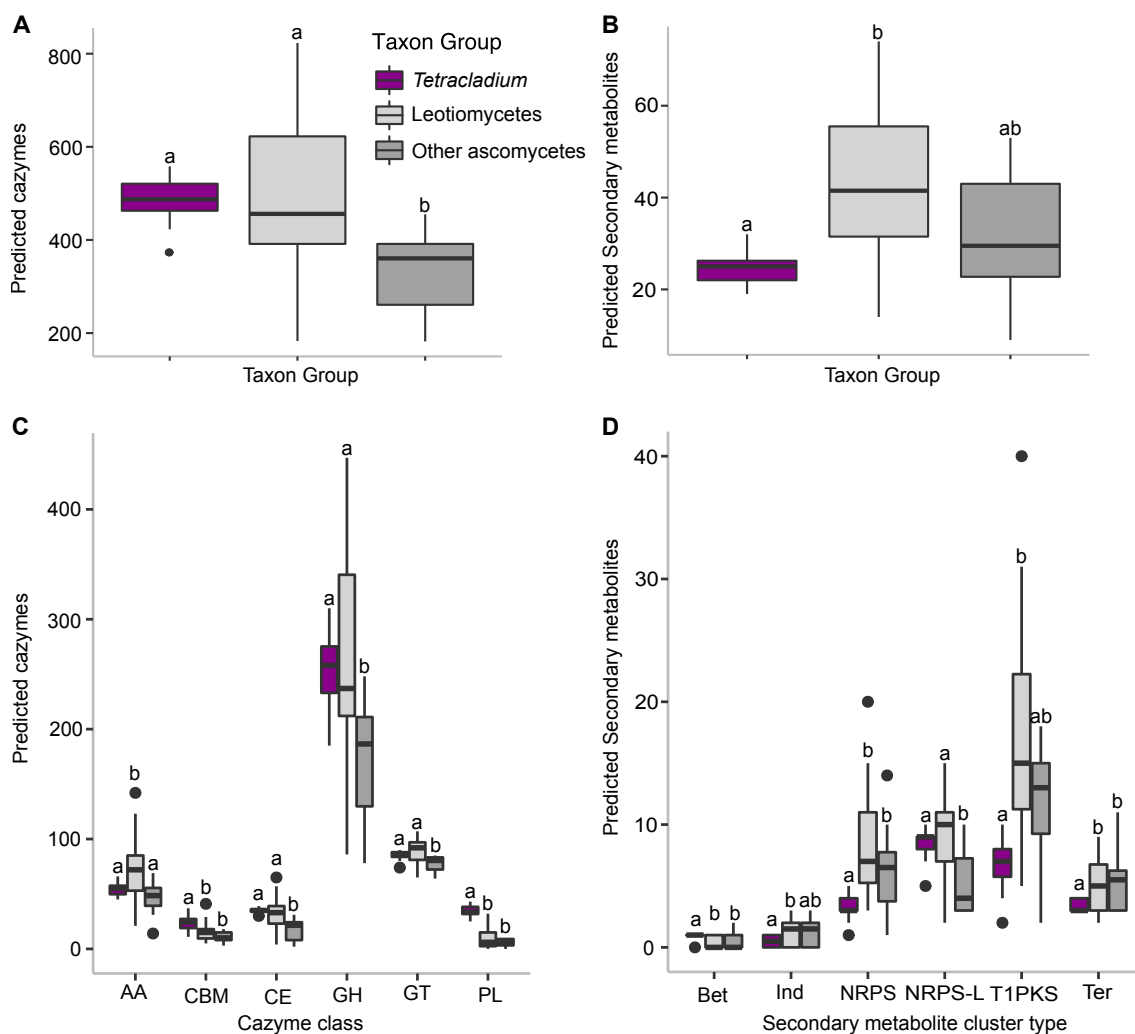 A
Predicted cazymes
800
600
400
200
a
a
b
Taxon Group
Taxon Group
Tetracladium
Leotiomycetes
Other ascomycetes
B
Predicted Secondary metabolites
60
40
20
a
b
ab
Taxon Group
C
Predicted cazymes
400
300
200
100
0
a b a
a b b
a a b
a a b
a a b
a b b
AA CBM CE GH GT PL
Cazyme class
D
Predicted Secondary metabolites
40
30
20
10
0
a b b
a b ab
a b b
a a b
a b ab
a b b
Bet Ind NRPS NRPS-L T1PKS Ter
Secondary metabolite cluster type